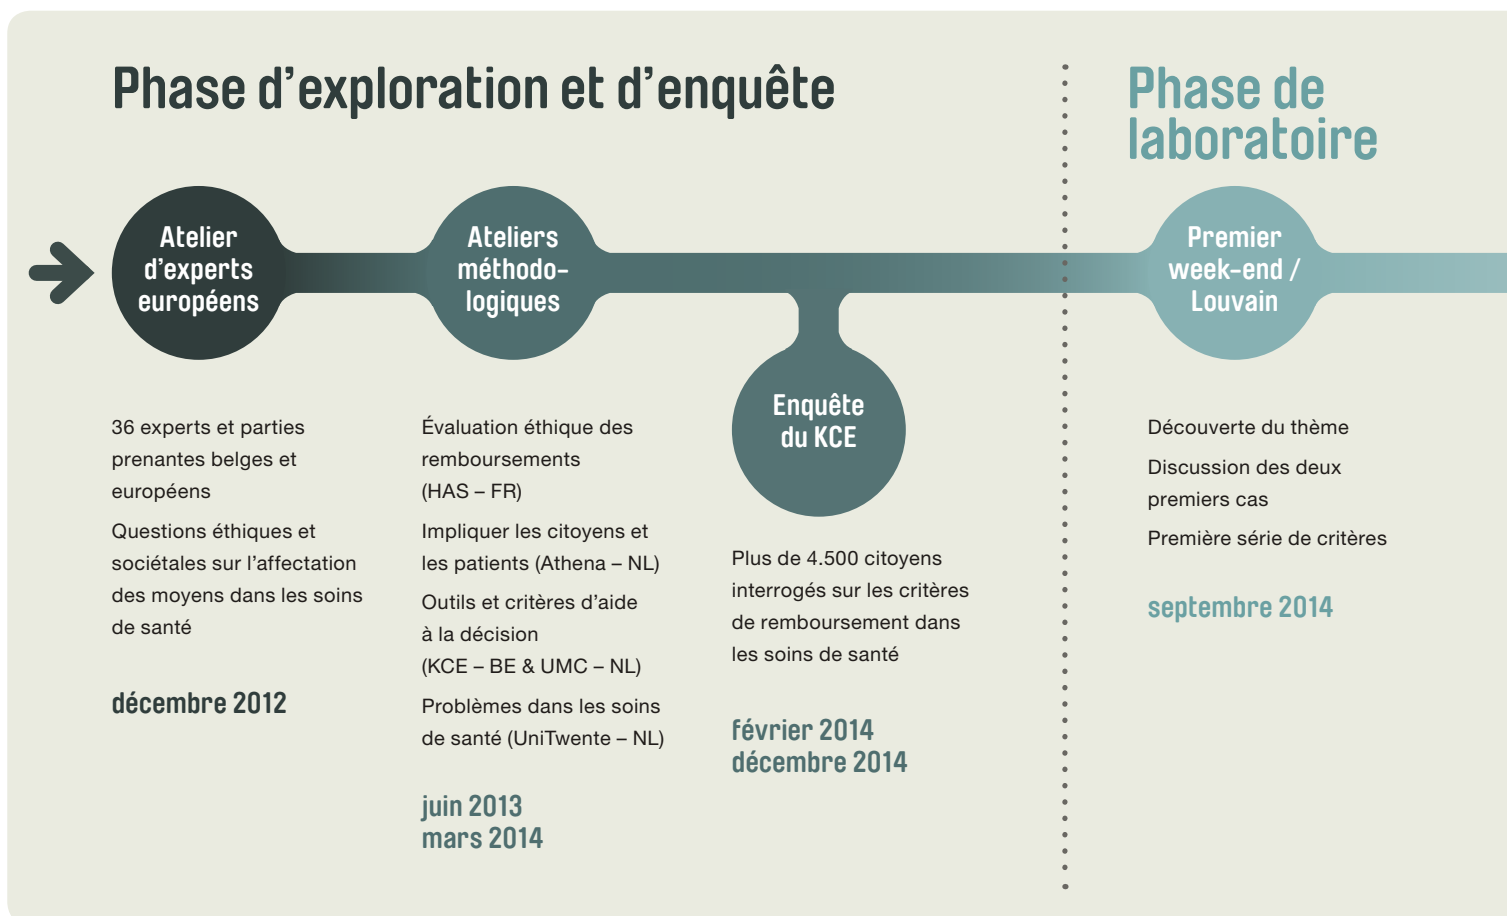 Phase d’exploration et d’enquête
Atelier
d’experts
européens
36 experts et parties
prenantes belges et
européens
Questions éthiques et
sociétales sur l’affectation
des moyens dans les soins
de santé
décembre 2012
Ateliers
méthodo-
logiques
Évaluation éthique des
remboursements
(HAS – FR)
Impliquer les citoyens et
les patients (Athena – NL)
Outils et critères d’aide
à la décision
(KCE – BE & UMC – NL)
Problèmes dans les soins
de santé (UniTwente – NL)
juin 2013
mars 2014
Enquête
du KCE
Plus de 4.500 citoyens
interrogés sur les critères
de remboursement dans
les soins de santé
février 2014
décembre 2014
Phase de
laboratoire
Premier
week-end /
Louvain
Découverte du thème
Discussion des deux
premiers cas
Première série de critères
septembre 2014